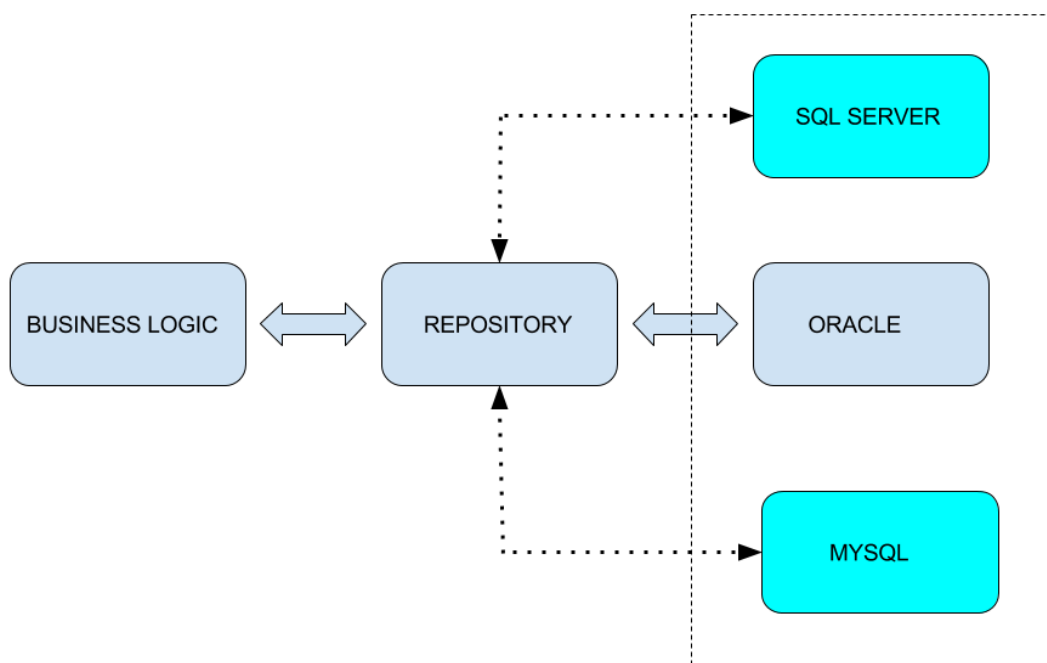 SQL SERVER
BUSINESS LOGIC
REPOSITORY
ORACLE
MYSQL